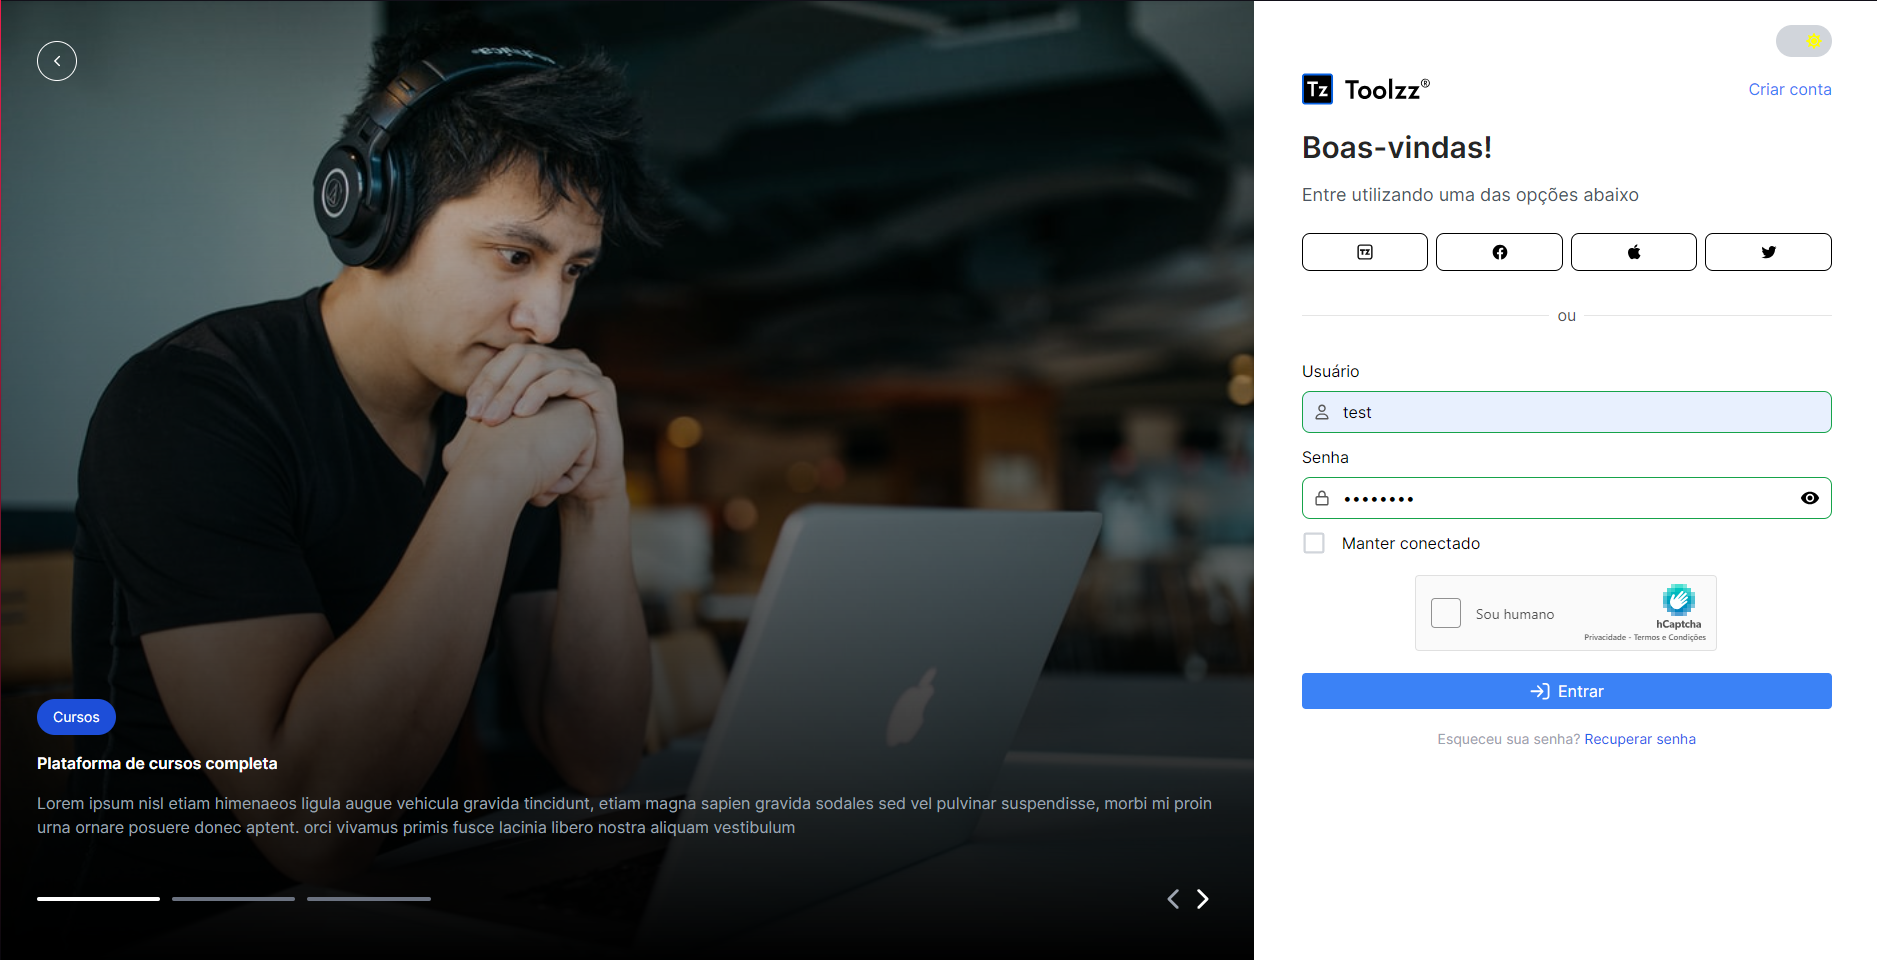 Tz Toolzz®
Criar conta
Boas-vindas!
Entre utilizando uma das opções abaixo
TZ
ou
Usuário
test
Senha
••••••••
Manter conectado
Sou humano
hCaptcha
Privacidade - Termos e Condições
Entrar
Esqueceu sua senha? Recuperar senha
Cursos
Plataforma de cursos completa
Lorem ipsum nisl etiam himenaeos ligula augue vehicula gravida tincidunt, etiam magna sapien gravida sodales sed vel pulvinar suspendisse, morbi mi proin
urna ornare posuere donec aptent. orci vivamus primis fusce lacinia libero nostra aliquam vestibulum